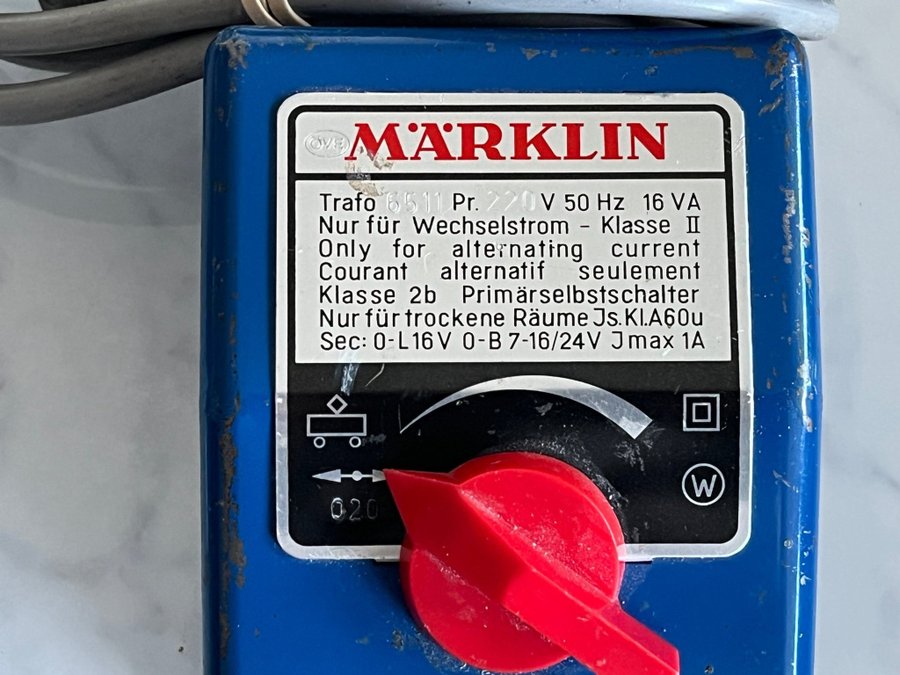 ÖVE MÄRKLIN
Trafo 6511 Pr. 220 V 50 Hz 16 VA
Nur für Wechselstrom - Klasse II
Only for alternating current
Courant alternatif seulement
Klasse 2b Primärselbstschalter
Nur für trockene Räume Js.Kl.A60u
Sec: 0-L16V 0-B 7-16/24V Jmax 1A
W
020